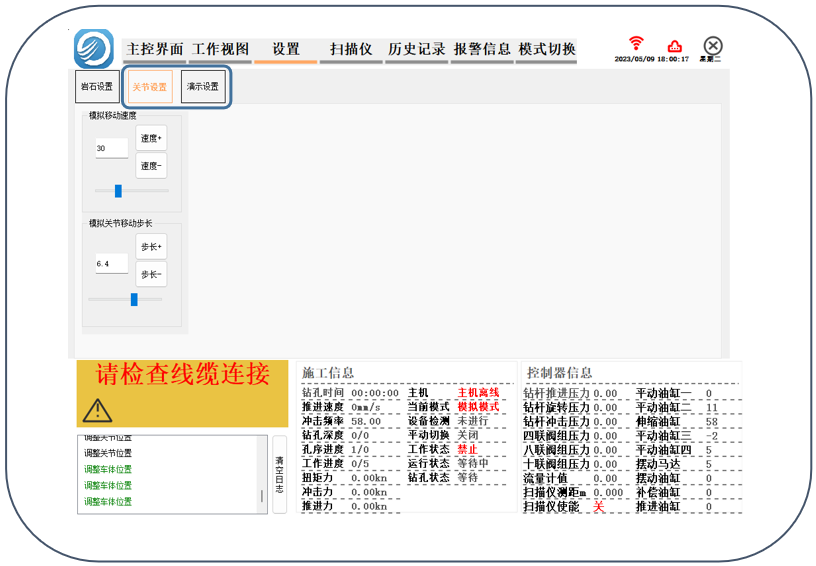 主控界面 工作视图 设置 扫描仪 历史记录 报警信息 模式切换
2023/05/09 18:00:17 星期二
岩石设置 关节设置 演示设置
模拟移动速度
30
速度+
速度-
模拟关节移动步长
6.4
步长+
步长-
请检查线缆连接
调整关节位置
调整关节位置
调整车体位置
调整车体位置
调整车体位置
清空日志
施工信息
钻孔时间 00:00:00 主机 主机离线
推进速度 0mm/s 当前模式 模拟模式
冲击频率 58.00 设备检测 未进行
钻孔深度 0/0 平动切换 关闭
孔序进度 1/0 工作状态 禁止
工作进度 0/5 运行状态 等待中
扭矩力 0.00kn 钻孔状态 等待
冲击力 0.00kn
推进力 0.00kn
控制器信息
钻杆推进压力 0.00 平动油缸一 0
钻杆旋转压力 0.00 平动油缸二 11
钻杆冲击压力 0.00 伸缩油缸 58
四联阀组压力 0.00 平动油缸三 -2
八联阀组压力 0.00 平动油缸四 5
十联阀组压力 0.00 摆动马达 5
流量计值 0.00 摆动油缸 0
扫描仪测距m 0.000 补偿油缸 0
扫描仪使能 关 推进油缸 0